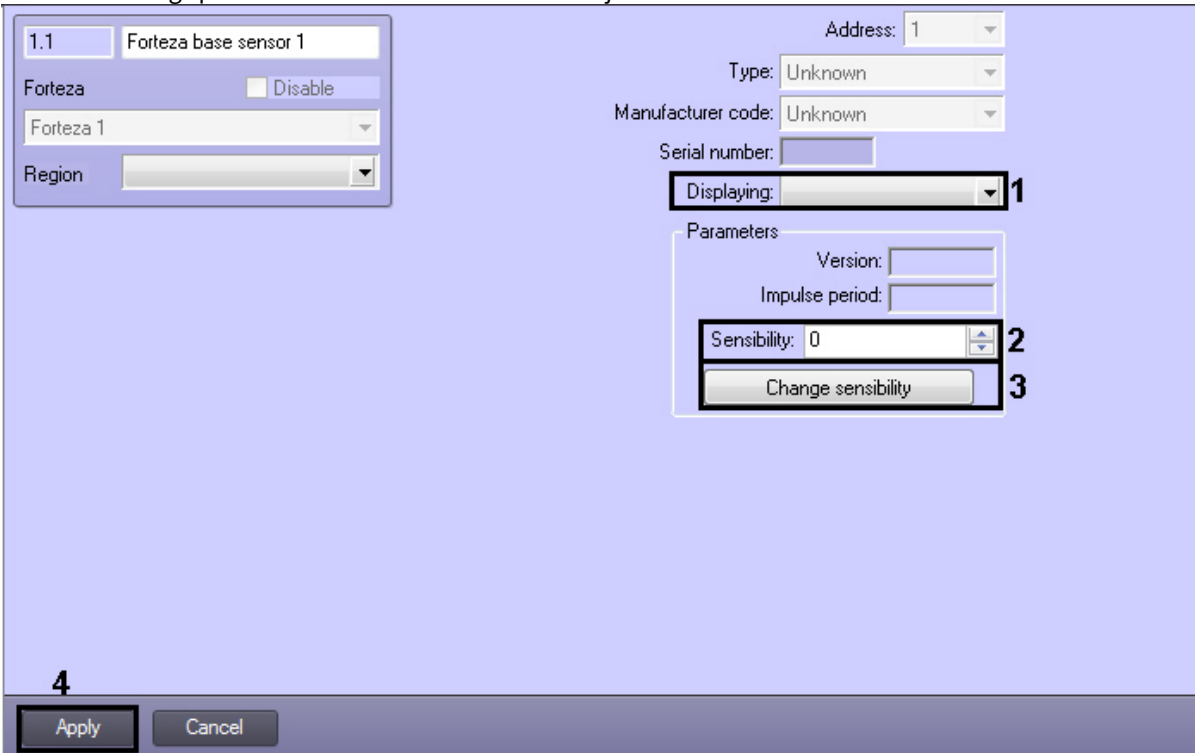 1.1 Forteza base sensor 1
Forteza Disable
Forteza 1
Region
Address: 1
Type: Unknown
Manufacturer code: Unknown
Serial number:
Displaying: 1
Parameters
Version:
Impulse period:
Sensibility: 0 2
Change sensibility 3
4
Apply Cancel